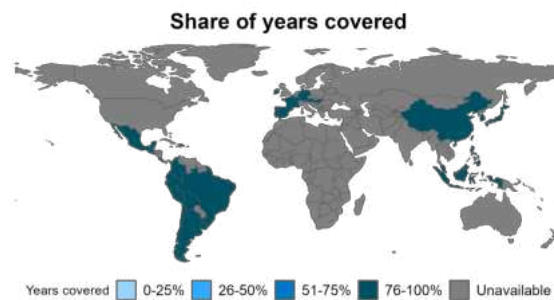 Share of years covered
Years covered 0-25% 26-50% 51-75% 76-100% Unavailable